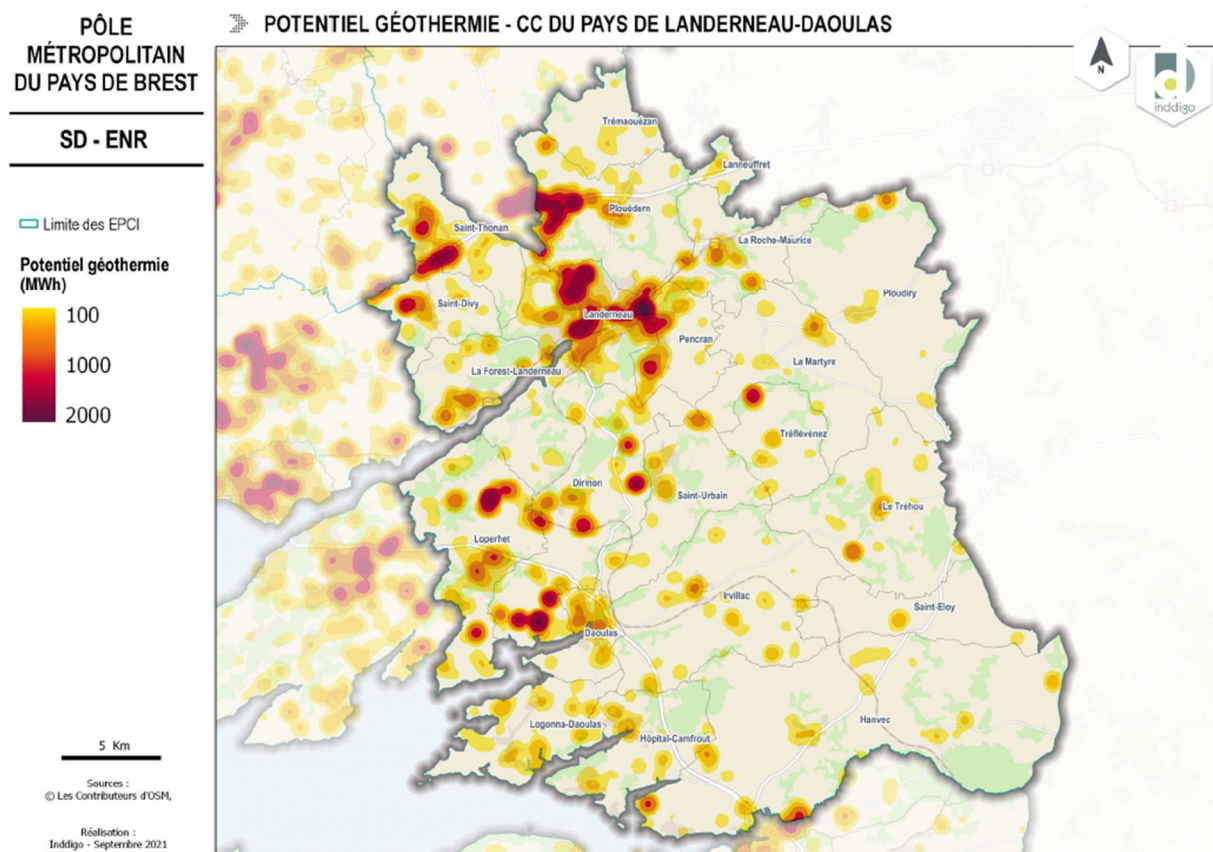 PÔLE
MÉTROPOLITAIN
DU PAYS DE BREST
SD - ENR
Limite des EPCI
Potentiel géothermie
(MWh)
100
1000
2000
5 Km
Sources :
© Les Contributeurs d'OSM,
Réalisation :
Inddigo - Septembre 2021
POTENTIEL GÉOTHERMIE - CC DU PAYS DE LANDERNEAU-DAOULAS
N
inddigo
Trémaouézan
Lanneuffret
Plouédern
Saint-Thonan
La Roche-Maurice
Ploudiry
Saint-Divy
Landerneau
Pencran
La Martyre
La Forest-Landerneau
Tréflévénez
Dirinon
Saint-Urbain
Le Tréhou
Loperhet
Irvillac
Saint-Eloy
Daoulas
Logonna-Daoulas
Hanvec
Hôpital-Camfrout